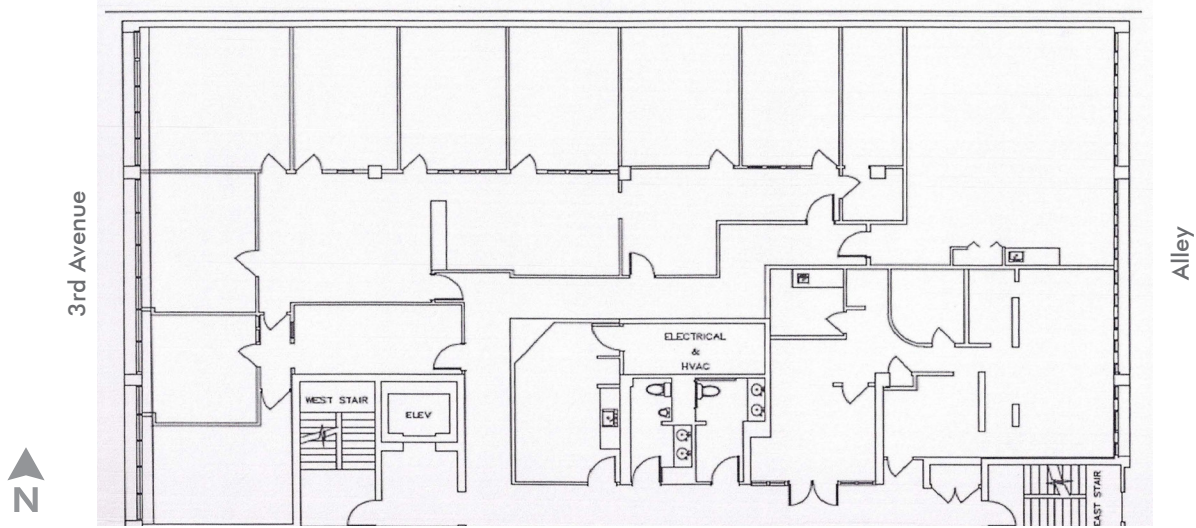 3rd Avenue
Alley
N
ELECTRICAL
&
HVAC
WEST STAIR
ELEV
EAST STAIR